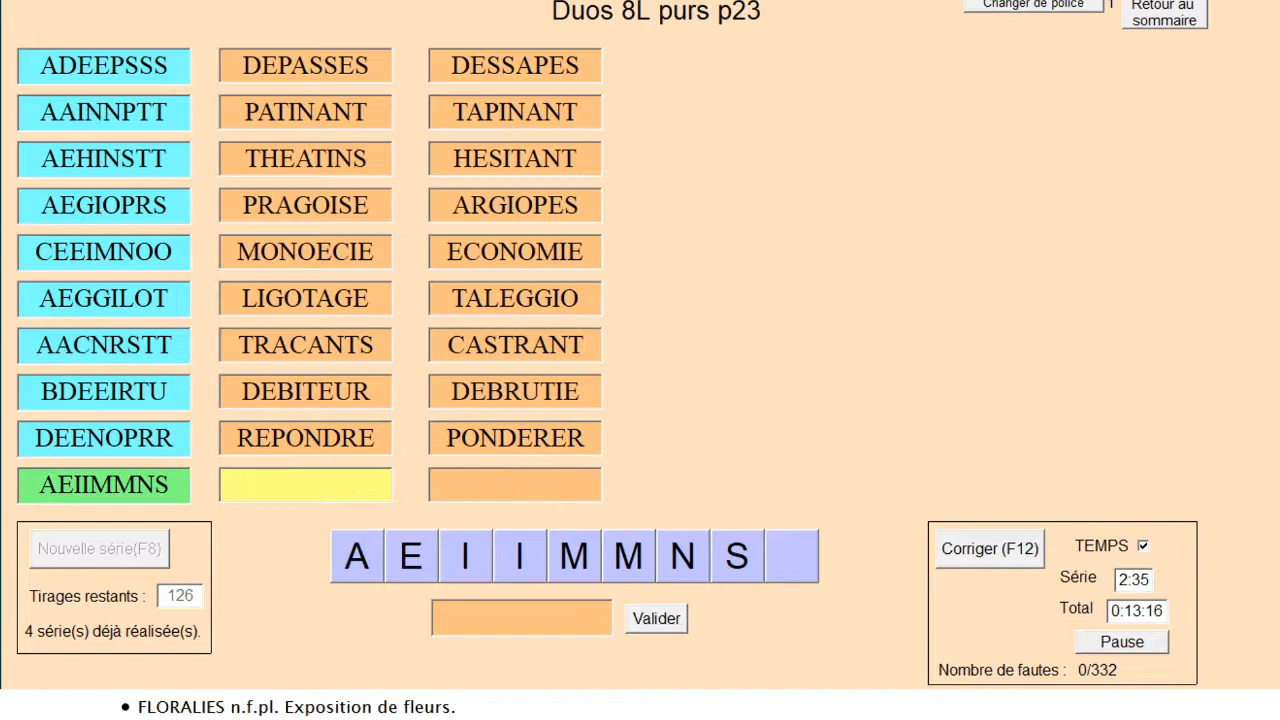 Duos 8L purs p23
Changer de police
1
Retour au
sommaire
ADEEPSSS DEPASSES DESSAPES
AAINNPTT PATINANT TAPINANT
AEHINSTT THEATINS HESITANT
AEGIOPRS PRAGOISE ARGIOPES
CEEIMNOO MONOECIE ECONOMIE
AEGGILOT LIGOTAGE TALEGGIO
AACNRSTT TRACANTS CASTRANT
BDEEIRTU DEBITEUR DEBRUTIE
DEENOPRR REPONDRE PONDERER
AEIIMMNS
Nouvelle série(F8)
Tirages restants : 126
4 série(s) déjà réalisée(s).
A E I I M M N S
Valider
Corriger (F12)
TEMPS
Série 2:35
Total 0:13:16
Pause
Nombre de fautes : 0/332
• FLORALIES n.f.pl. Exposition de fleurs.